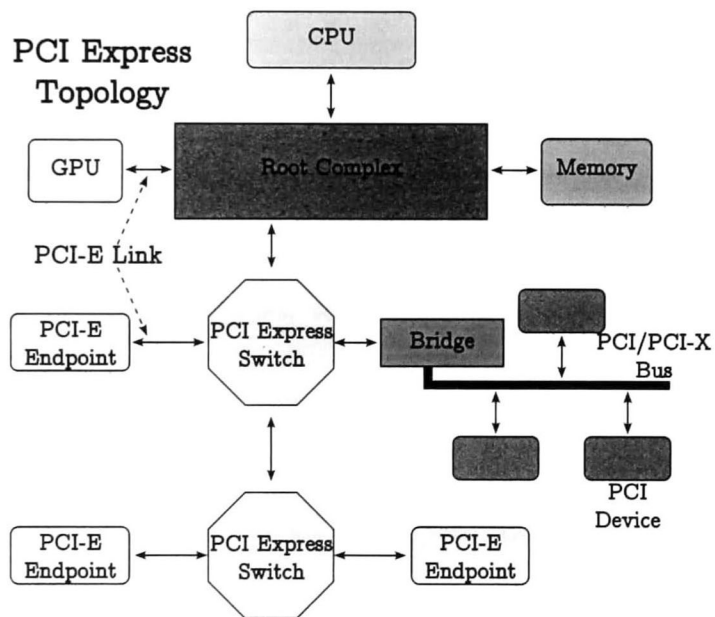 PCI Express
Topology
CPU
GPU
Root Complex
Memory
PCI-E Link
PCI-E
Endpoint
PCI Express
Switch
Bridge
PCI/PCI-X
Bus
PCI
Device
PCI-E
Endpoint
PCI Express
Switch
PCI-E
Endpoint